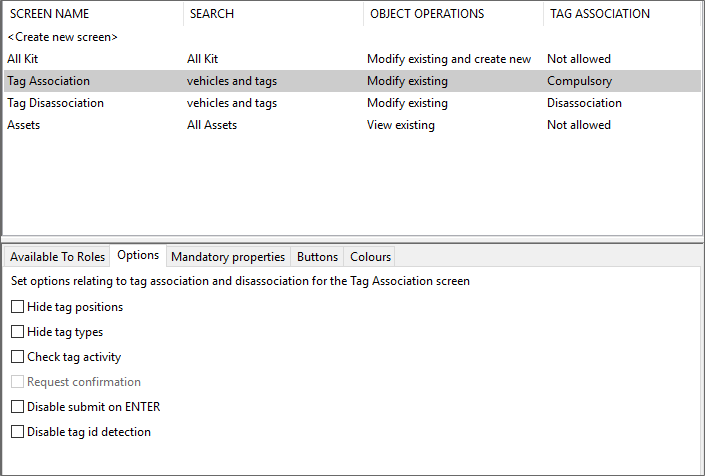 SCREEN NAME SEARCH OBJECT OPERATIONS TAG ASSOCIATION
<Create new screen>
All Kit All Kit Modify existing and create new Not allowed
Tag Association vehicles and tags Modify existing Compulsory
Tag Disassociation vehicles and tags Modify existing Disassociation
Assets All Assets View existing Not allowed
Available To Roles Options Mandatory properties Buttons Colours
Set options relating to tag association and disassociation for the Tag Association screen
Hide tag positions
Hide tag types
Check tag activity
Request confirmation
Disable submit on ENTER
Disable tag id detection